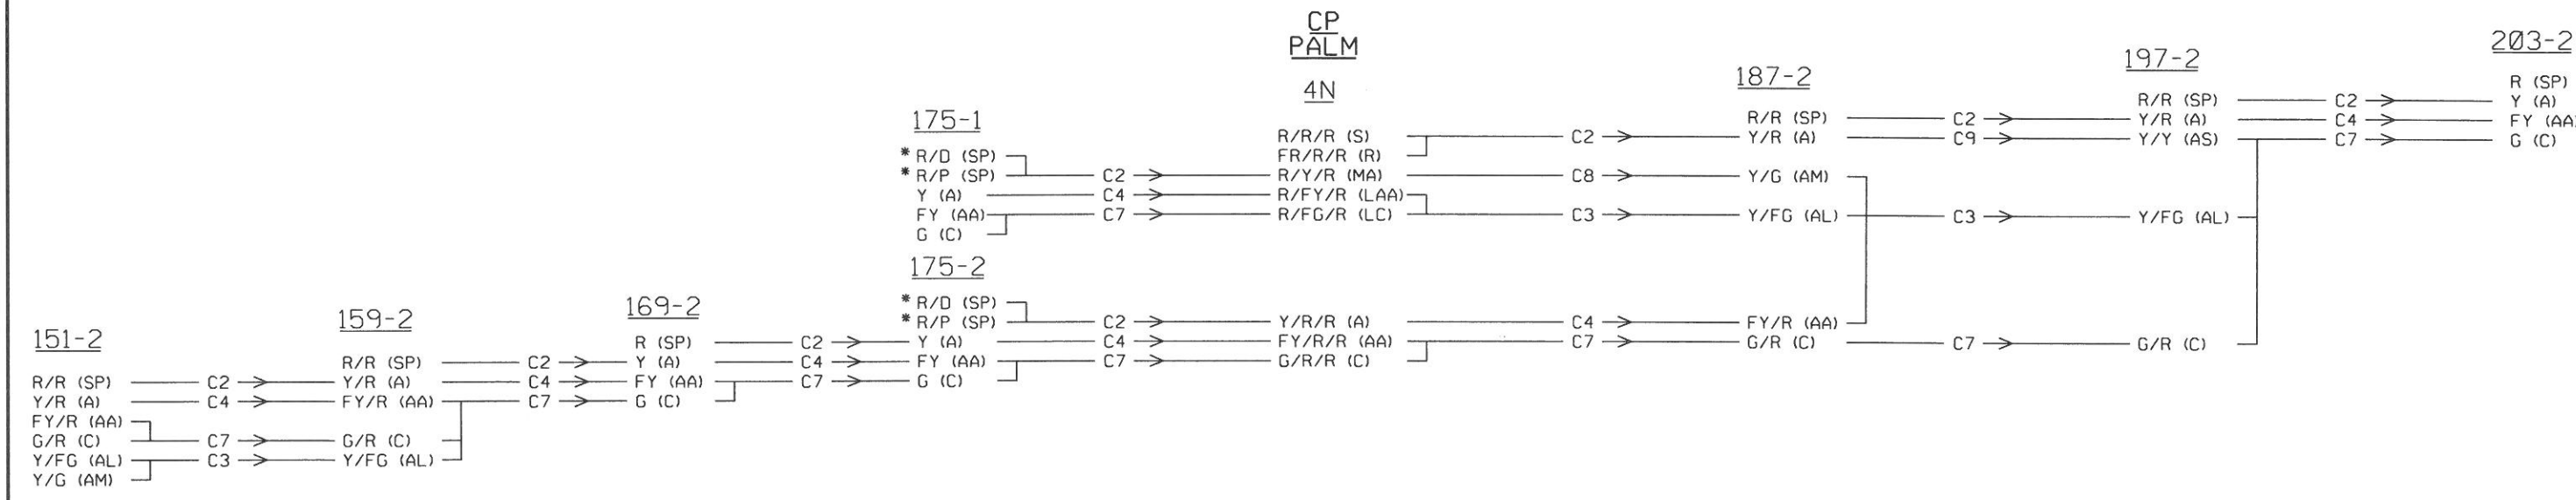 CP
PALM
4N
151-2
R/R (SP) C2
Y/R (A) C4
FY/R (AA)
G/R (C) C7
Y/FG (AL) C3
Y/G (AM)
159-2
R/R (SP) C2
Y/R (A) C4
FY/R (AA) C7
G/R (C)
Y/FG (AL)
169-2
R (SP) C2
Y (A) C4
FY (AA) C7
G (C)
175-1
* R/D (SP)
* R/P (SP) C2
Y (A) C4
FY (AA) C7
G (C)
175-2
* R/D (SP)
* R/P (SP) C2
Y (A) C4
FY (AA) C7
G (C)
R/R/R (S) C2
FR/R/R (R)
R/Y/R (MA) C8
R/FY/R (LAA)
R/FG/R (LC) C3
Y/R/R (A) C4
FY/R/R (AA) C7
G/R/R (C)
187-2
R/R (SP) C2
Y/R (A) C9
Y/G (AM)
Y/FG (AL) C3
FY/R (AA)
G/R (C) C7
197-2
R/R (SP) C2
Y/R (A) C4
Y/Y (AS) C7
Y/FG (AL)
G/R (C)
203-2
R (SP)
Y (A)
FY (AA
G (C)